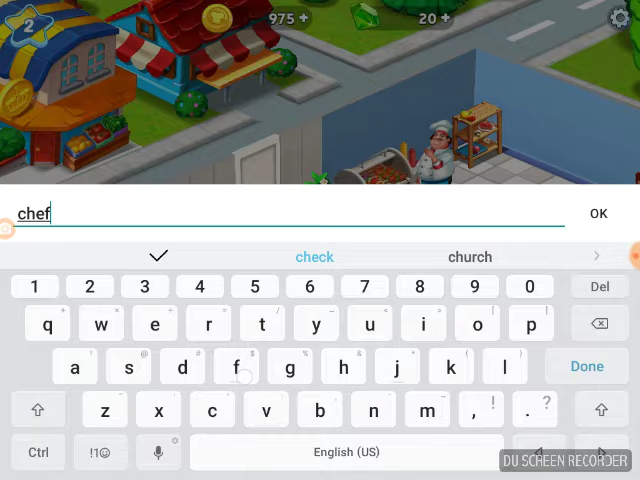 2
975 +
20 +
chef
OK
check
church
1 2 3 4 5 6 7 8 9 0 Del
q w e r t y u i o p
a s d f g h j k l Done
z x c v b n m , ! . ?
Ctrl !1☺ English (US)
DU SCREEN RECORDER